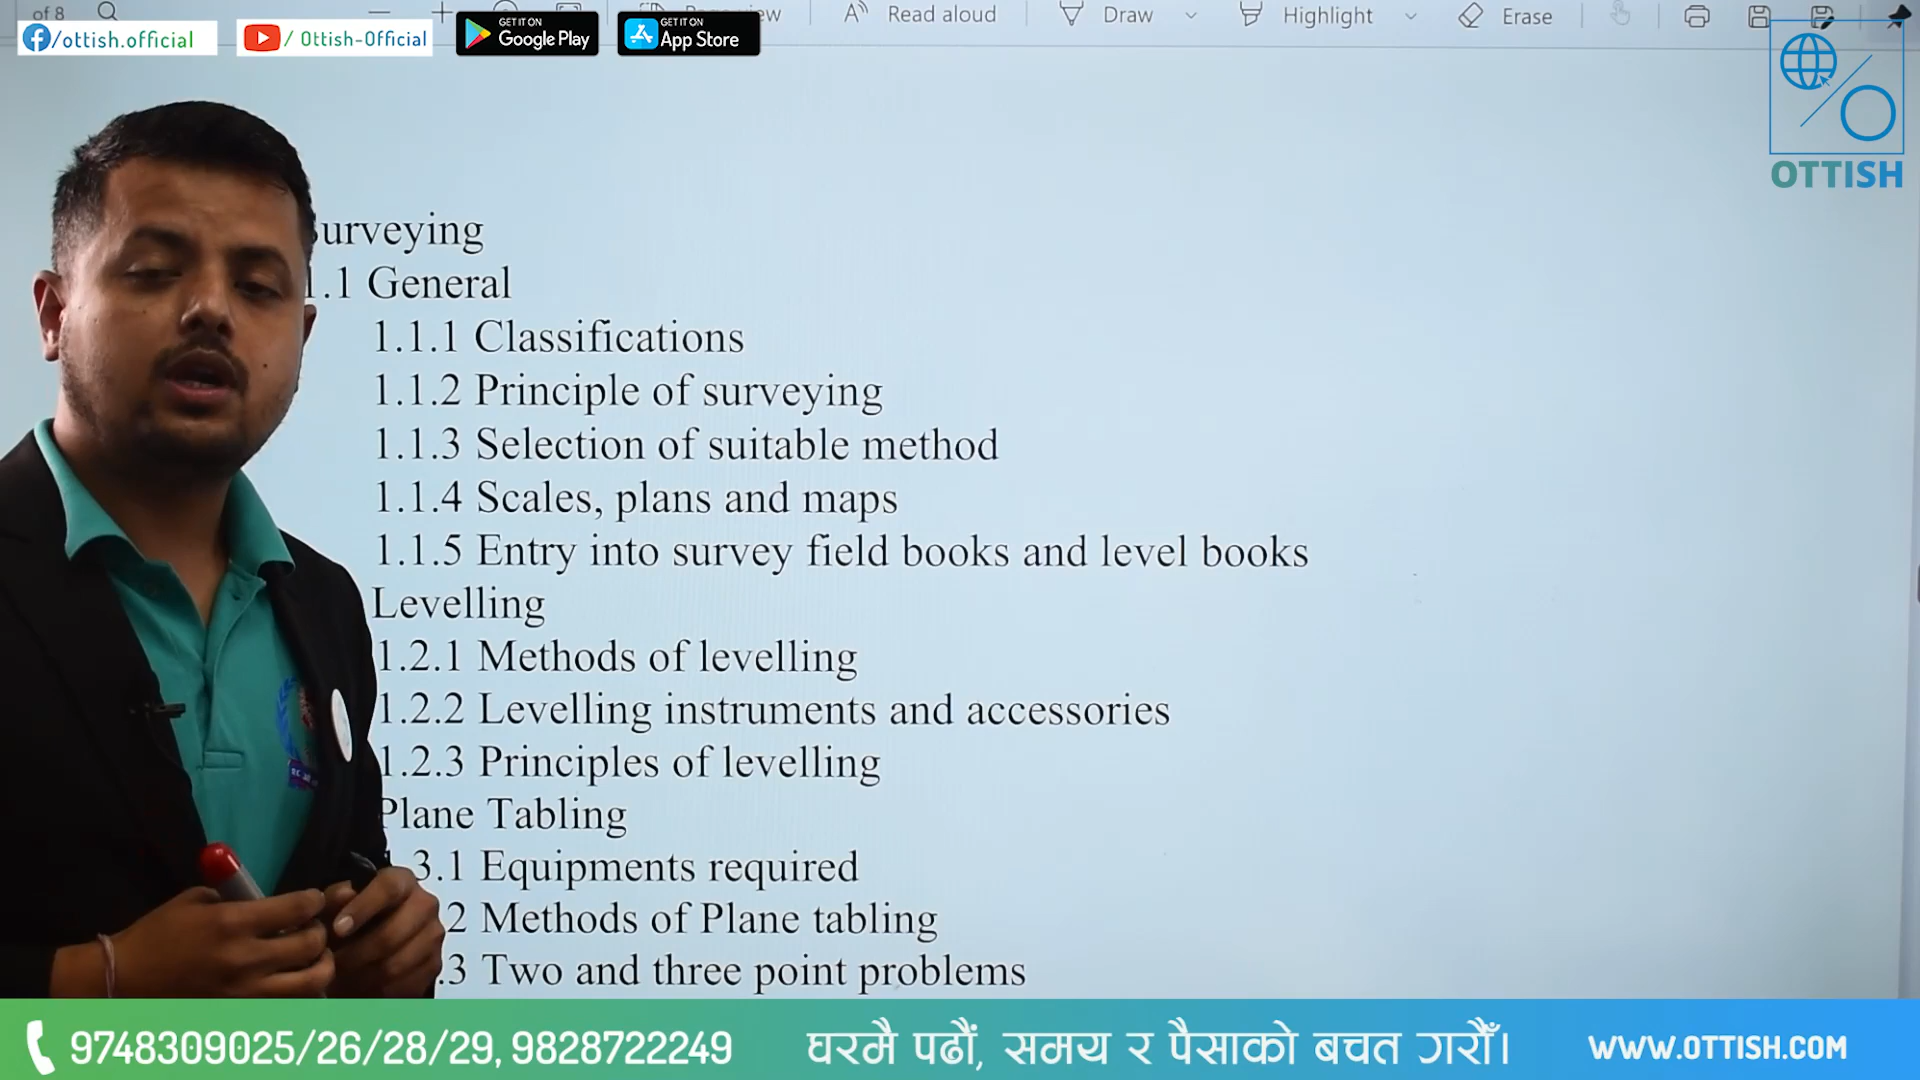 of 8
Read aloud
Draw
Highlight
Erase
/ottish.official
/ Ottish-Official
GET IT ON
Google Play
GET IT ON
App Store
OTTISH
Surveying
1.1 General
1.1.1 Classifications
1.1.2 Principle of surveying
1.1.3 Selection of suitable method
1.1.4 Scales, plans and maps
1.1.5 Entry into survey field books and level books
Levelling
1.2.1 Methods of levelling
1.2.2 Levelling instruments and accessories
1.2.3 Principles of levelling
Plane Tabling
.3.1 Equipments required
2 Methods of Plane tabling
.3 Two and three point problems
9748309025/26/28/29, 9828722249
घरमै पढौं, समय र पैसाको बचत गरौँ।
WWW.OTTISH.COM